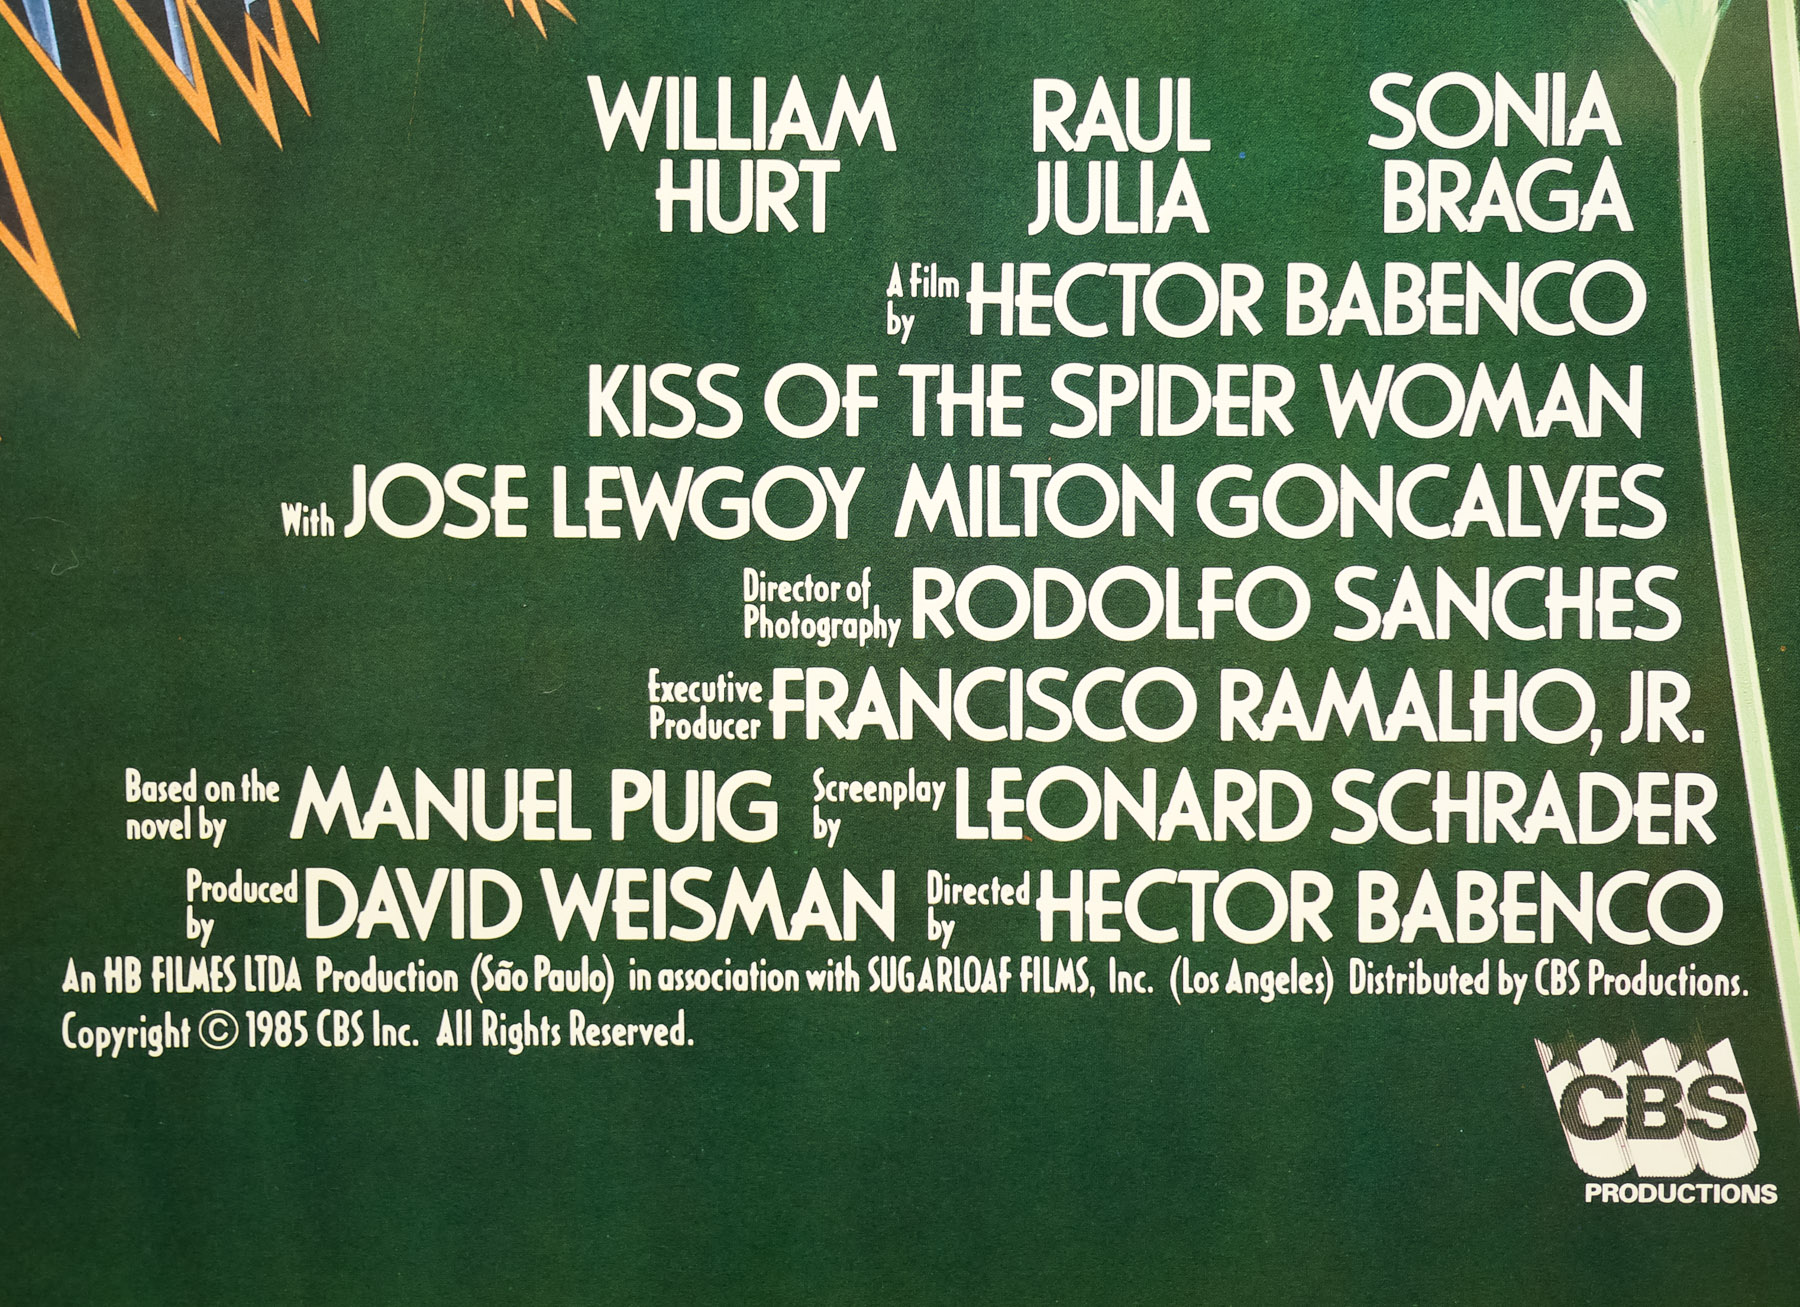 WILLIAM HURT RAUL JULIA SONIA BRAGA
A Film by HECTOR BABENCO
KISS OF THE SPIDER WOMAN
With JOSE LEWGOY MILTON GONCALVES
Director of Photography RODOLFO SANCHES
Executive Producer FRANCISCO RAMALHO, JR.
Based on the novel by MANUEL PUIG Screenplay by LEONARD SCHRADER
Produced by DAVID WEISMAN Directed by HECTOR BABENCO
An HB FILMES LTDA Production (São Paulo) in association with SUGARLOAF FILMS, Inc. (Los Angeles) Distributed by CBS Productions.
Copyright © 1985 CBS Inc. All Rights Reserved.
CBS
PRODUCTIONS